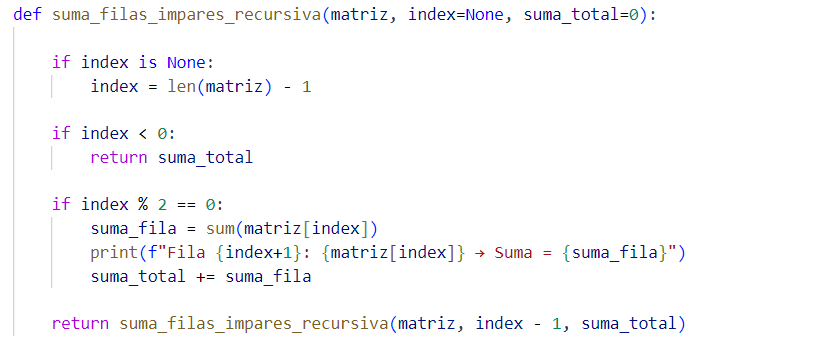 def suma_filas_impares_recursiva(matriz, index=None, suma_total=0):
if index is None:
index = len(matriz) - 1
if index < 0:
return suma_total
if index % 2 == 0:
suma_fila = sum(matriz[index])
print(f"Fila {index+1}: {matriz[index]} → Suma = {suma_fila}")
suma_total += suma_fila
return suma_filas_impares_recursiva(matriz, index - 1, suma_total)